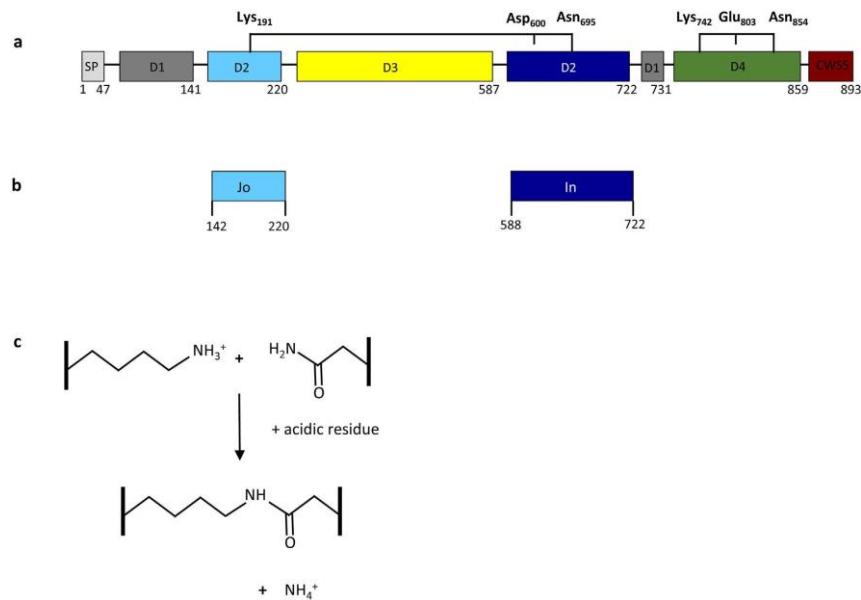 Lys191 Asp600 Asn695 Lys742 Glu803 Asn854
a
SP D1 D2 D3 D2 D1 D4 CWSS
1 47 141 220 587 722 731 859 893
b
Jo In
142 220 588 722
c
NH3+ + H2N
O
+ acidic residue
NH
O
+ NH4+